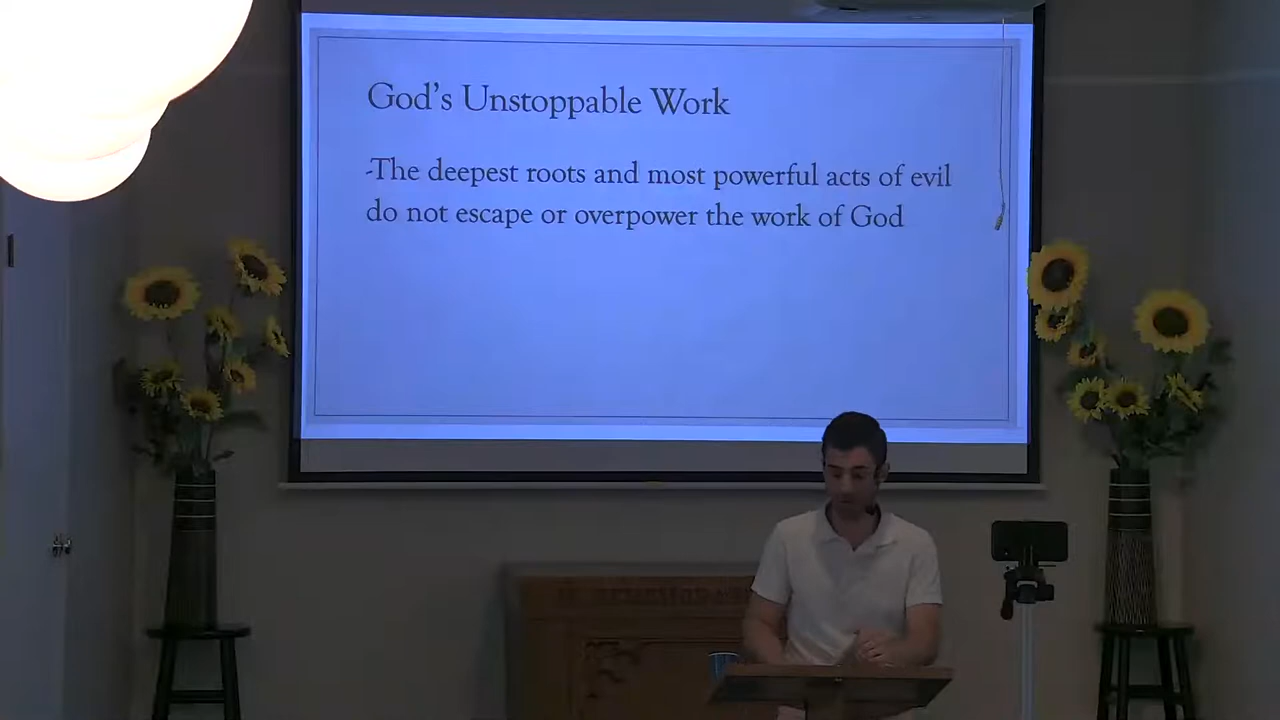 God's Unstoppable Work
-The deepest roots and most powerful acts of evil
do not escape or overpower the work of God